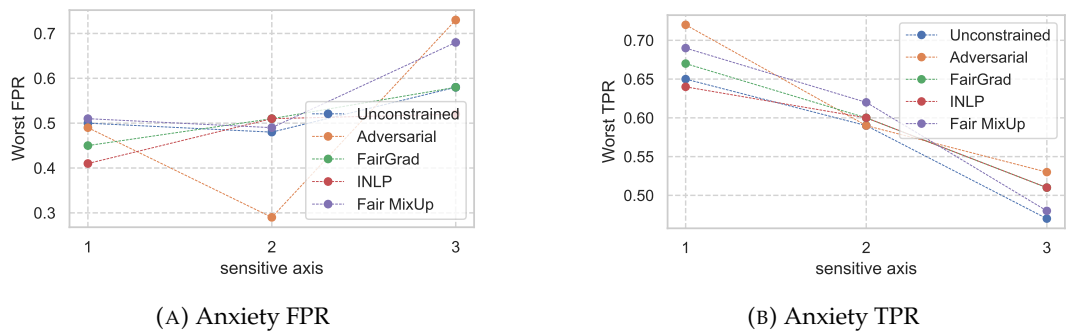 0.7
0.6
0.5
0.4
0.3
Worst FPR
1
2
3
sensitive axis
Unconstrained
Adversarial
FairGrad
INLP
Fair MixUp
(A) Anxiety FPR
0.70
0.65
0.60
0.55
0.50
Worst TPR
1
2
3
sensitive axis
Unconstrained
Adversarial
FairGrad
INLP
Fair MixUp
(B) Anxiety TPR